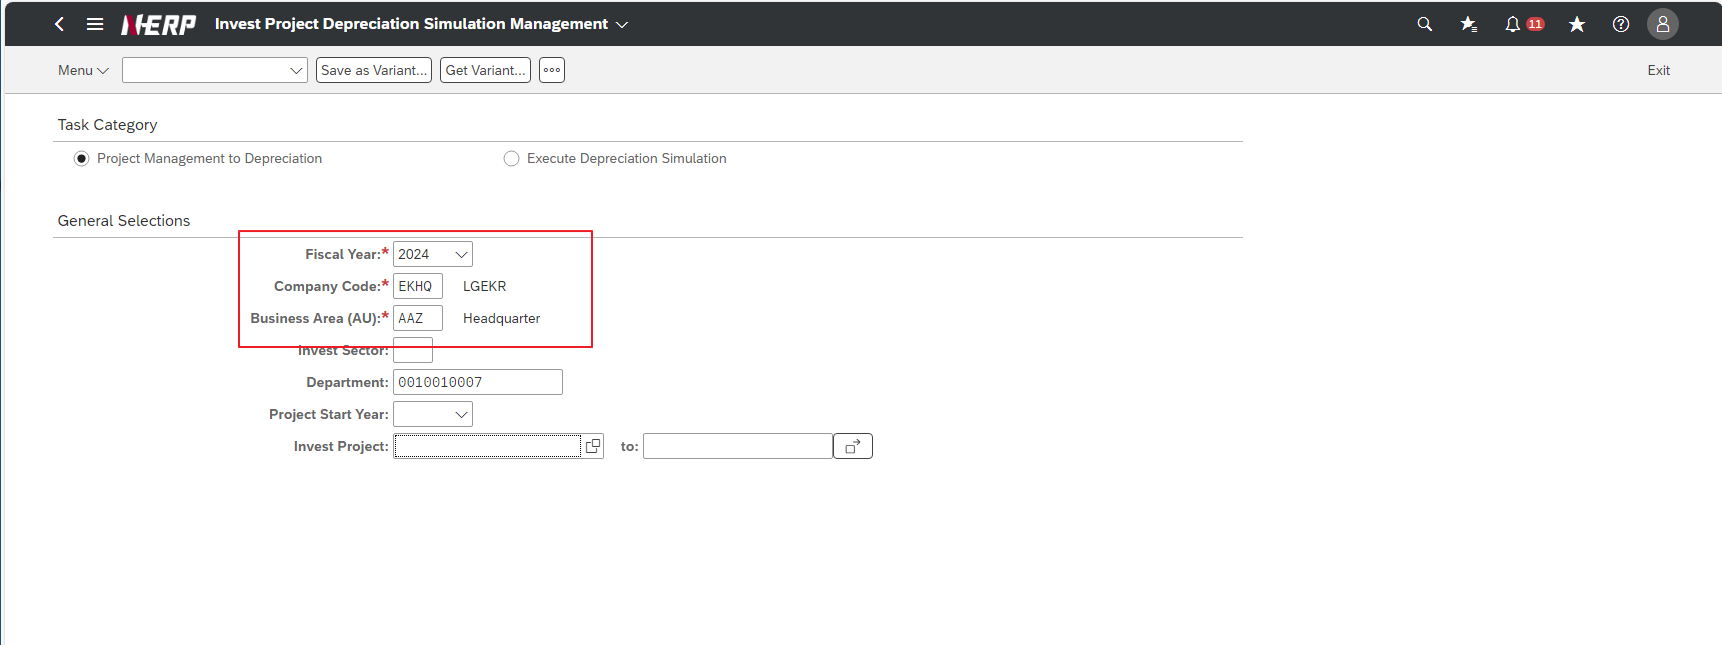 NERP Invest Project Depreciation Simulation Management 11
Menu Save as Variant... Get Variant... Exit
Task Category
Project Management to Depreciation Execute Depreciation Simulation
General Selections
Fiscal Year:* 2024
Company Code:* EKHQ LGEKR
Business Area (AU):* AAZ Headquarter
Invest Sector:
Department: 0010010007
Project Start Year:
Invest Project: to: